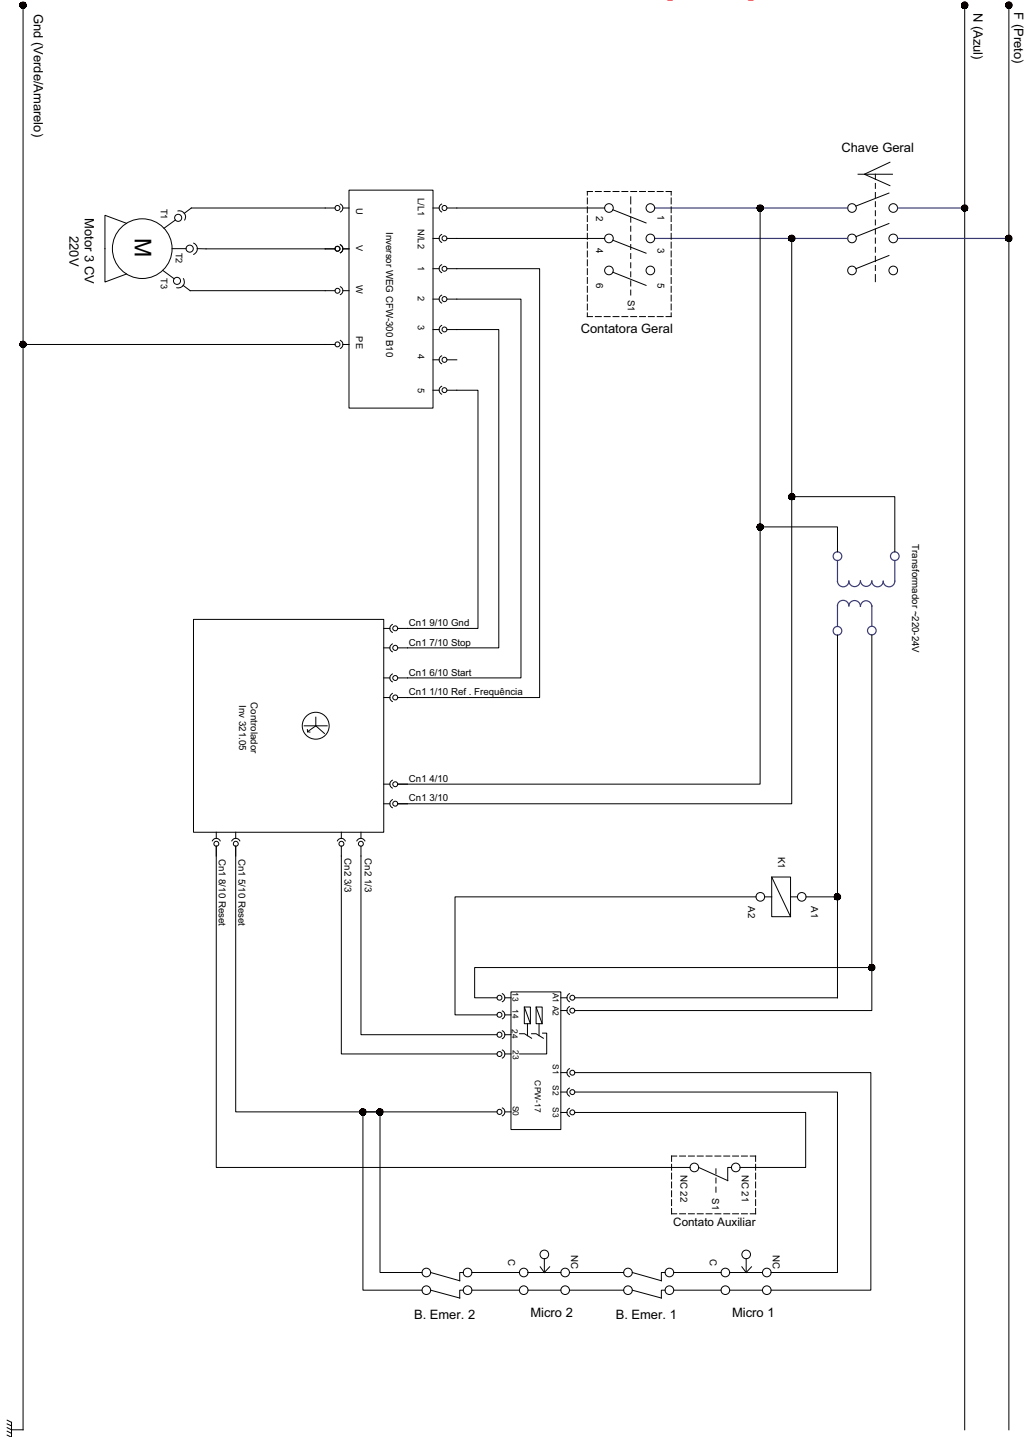 F (Preto)
N (Azul)
Gnd (Verde/Amarelo)
Chave Geral
1
2
3
4
5
6
S1
Contatora Geral
L/L1
N/L2
1
2
3
4
5
U
V
W
PE
Inversor WEG CFW-300 B10
T1
T2
T3
M
Motor 3 CV
220V
Transformador ~220-24V
Cn1 9/10 Gnd
Cn1 7/10 Stop
Cn1 6/10 Start
Cn1 1/10 Ref . Frequência
Cn1 4/10
Cn1 3/10
Controlador
Inv 321.05
Cn2 1/3
Cn2 3/3
Cn1 5/10 Reset
Cn1 8/10 Reset
K1
A1
A2
13
14
24
23
S0
A1
A2
S1
S2
S3
CPW-17
NC 21
NC 22
S1
Contato Auxiliar
C
NC
C
NC
B. Emer. 2
Micro 2
B. Emer. 1
Micro 1